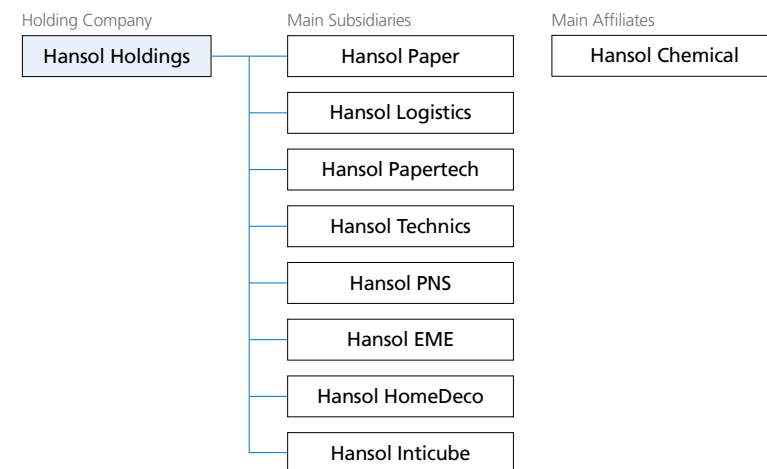 Holding Company
Main Subsidiaries
Main Affiliates
Hansol Holdings
Hansol Paper
Hansol Chemical
Hansol Logistics
Hansol Papertech
Hansol Technics
Hansol PNS
Hansol EME
Hansol HomeDeco
Hansol Inticube